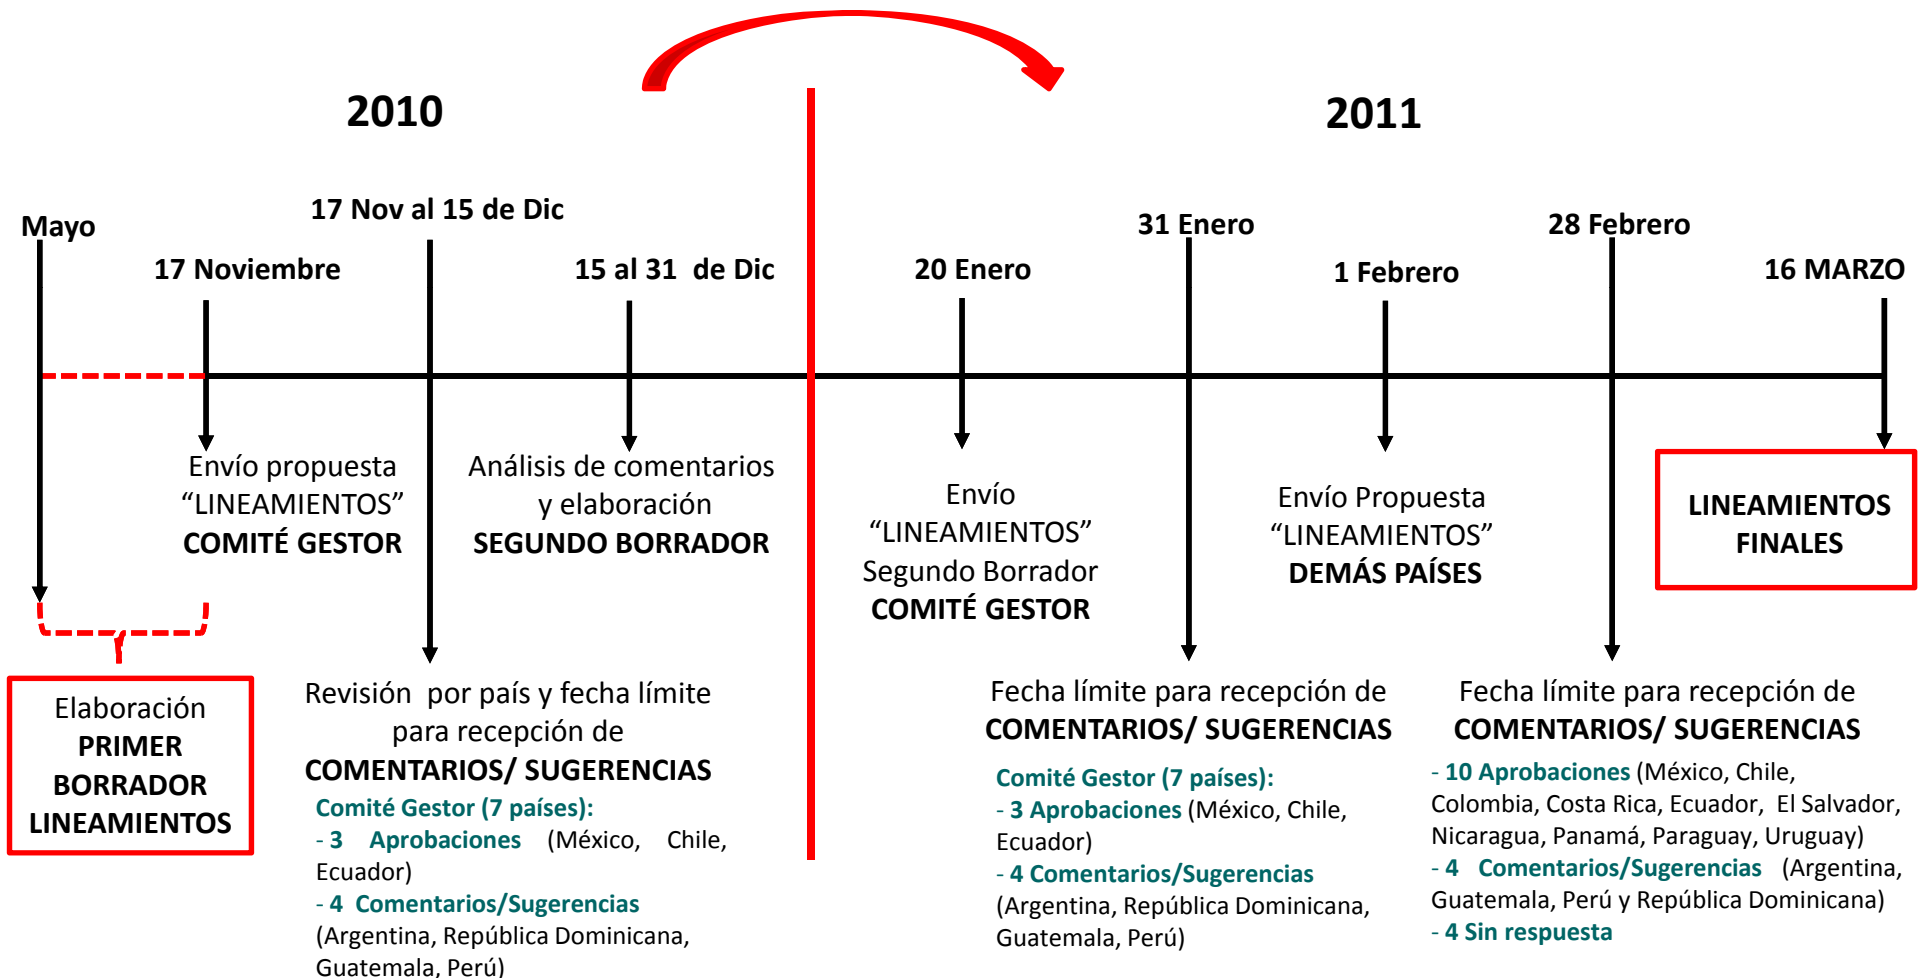 2010
2011
Mayo
17 Noviembre
17 Nov al 15 de Dic
15 al 31 de Dic
20 Enero
31 Enero
1 Febrero
28 Febrero
16 MARZO
Elaboración
PRIMER
BORRADOR
LINEAMIENTOS
Envío propuesta
“LINEAMIENTOS”
COMITÉ GESTOR
Revisión por país y fecha límite
para recepción de
COMENTARIOS/ SUGERENCIAS
Comité Gestor (7 países):
- 3 Aprobaciones (México, Chile,
Ecuador)
- 4 Comentarios/Sugerencias
(Argentina, República Dominicana,
Guatemala, Perú)
Análisis de comentarios
y elaboración
SEGUNDO BORRADOR
Envío
“LINEAMIENTOS”
Segundo Borrador
COMITÉ GESTOR
Fecha límite para recepción de
COMENTARIOS/ SUGERENCIAS
Comité Gestor (7 países):
- 3 Aprobaciones (México, Chile,
Ecuador)
- 4 Comentarios/Sugerencias
(Argentina, República Dominicana,
Guatemala, Perú)
Envío Propuesta
“LINEAMIENTOS”
DEMÁS PAÍSES
Fecha límite para recepción de
COMENTARIOS/ SUGERENCIAS
- 10 Aprobaciones (México, Chile,
Colombia, Costa Rica, Ecuador, El Salvador,
Nicaragua, Panamá, Paraguay, Uruguay)
- 4 Comentarios/Sugerencias (Argentina,
Guatemala, Perú y República Dominicana)
- 4 Sin respuesta
LINEAMIENTOS
FINALES